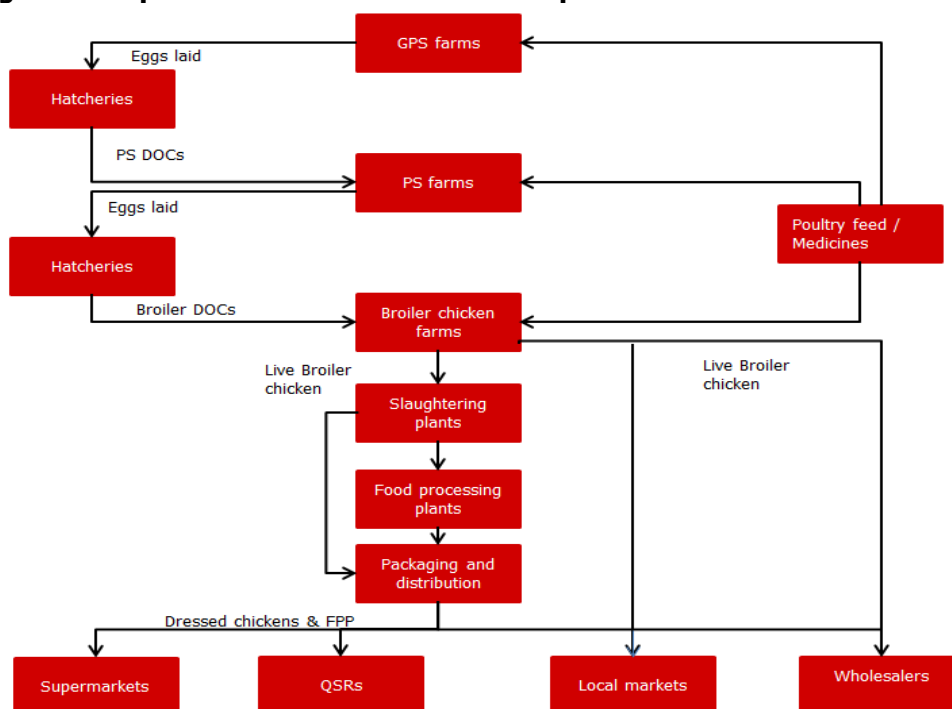 GPS farms
Eggs laid
Hatcheries
PS DOCs
PS farms
Eggs laid
Poultry feed /
Medicines
Hatcheries
Broiler DOCs
Broiler chicken
farms
Live Broiler
chicken
Live Broiler
chicken
Slaughtering
plants
Food processing
plants
Packaging and
distribution
Dressed chickens & FPP
Supermarkets
QSRs
Local markets
Wholesalers